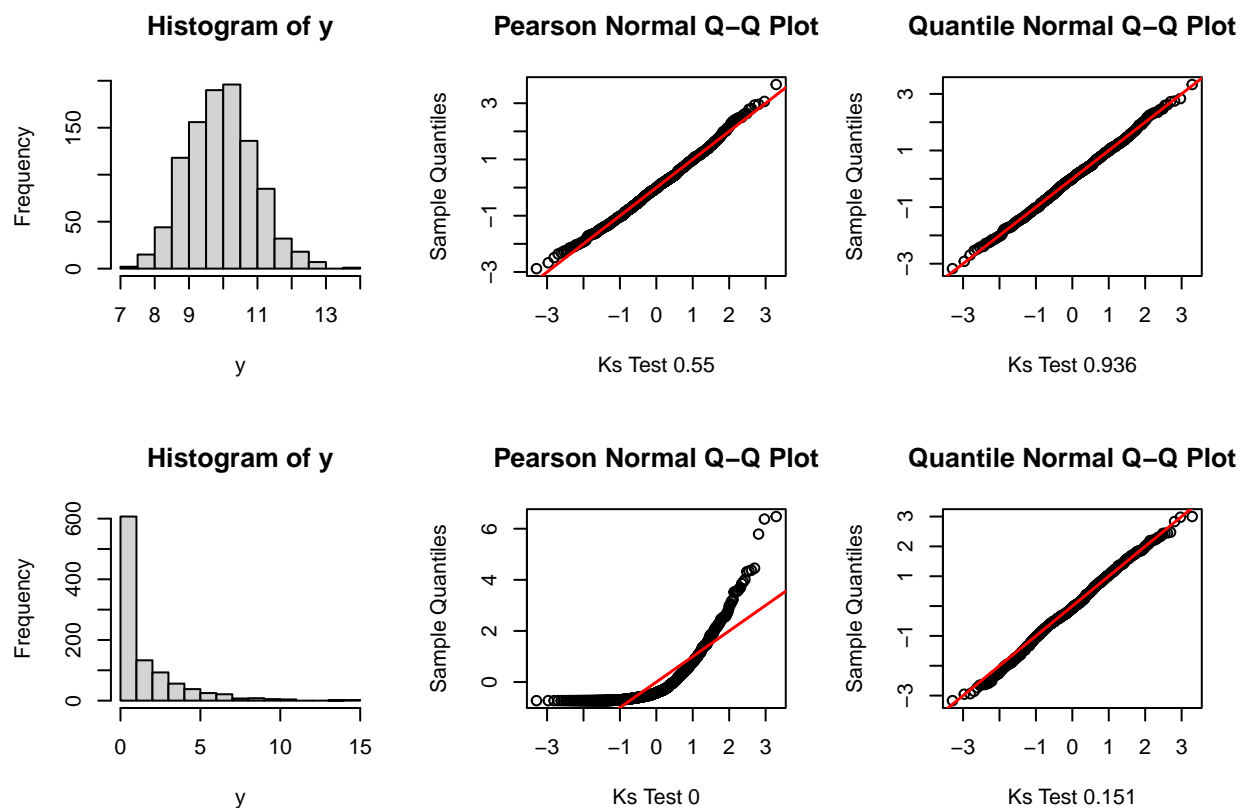 Histogram of y
Frequency
0
50
150
7 8 9 11 13
y
Pearson Normal Q−Q Plot
Sample Quantiles
−3
−1
1
3
−3 −1 0 1 2 3
Ks Test 0.55
Quantile Normal Q−Q Plot
Sample Quantiles
−3
−1
1
3
−3 −1 0 1 2 3
Ks Test 0.936
Histogram of y
Frequency
0
200
400
600
0 5 10 15
y
Pearson Normal Q−Q Plot
Sample Quantiles
0
2
4
6
−3 −1 0 1 2 3
Ks Test 0
Quantile Normal Q−Q Plot
Sample Quantiles
−3
−1
1
2
3
−3 −1 0 1 2 3
Ks Test 0.151